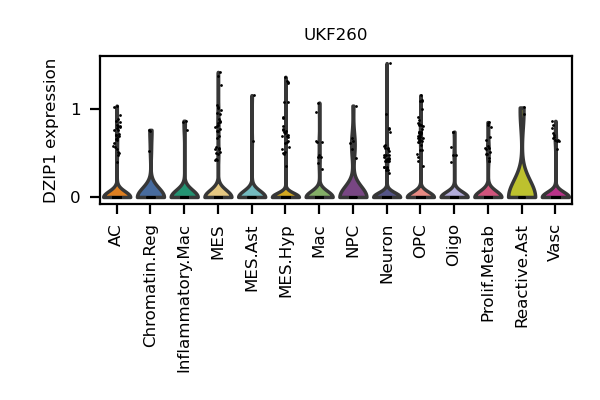 UKF260
DZIP1 expression
1
0
AC
Chromatin.Reg
Inflammatory.Mac
MES
MES.Ast
MES.Hyp
Mac
NPC
Neuron
OPC
Oligo
Prolif.Metab
Reactive.Ast
Vasc